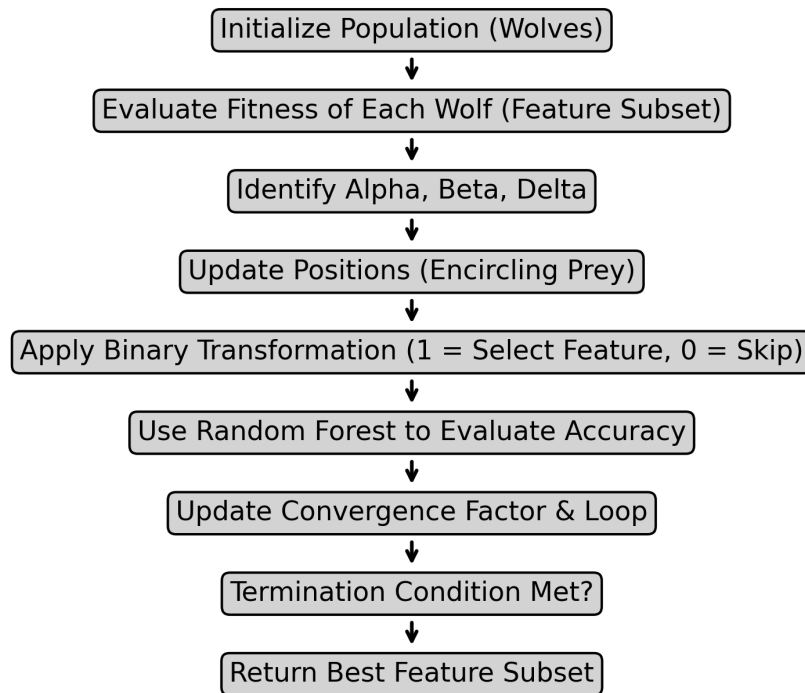 Initialize Population (Wolves)
Evaluate Fitness of Each Wolf (Feature Subset)
Identify Alpha, Beta, Delta
Update Positions (Encircling Prey)
Apply Binary Transformation (1 = Select Feature, 0 = Skip)
Use Random Forest to Evaluate Accuracy
Update Convergence Factor & Loop
Termination Condition Met?
Return Best Feature Subset